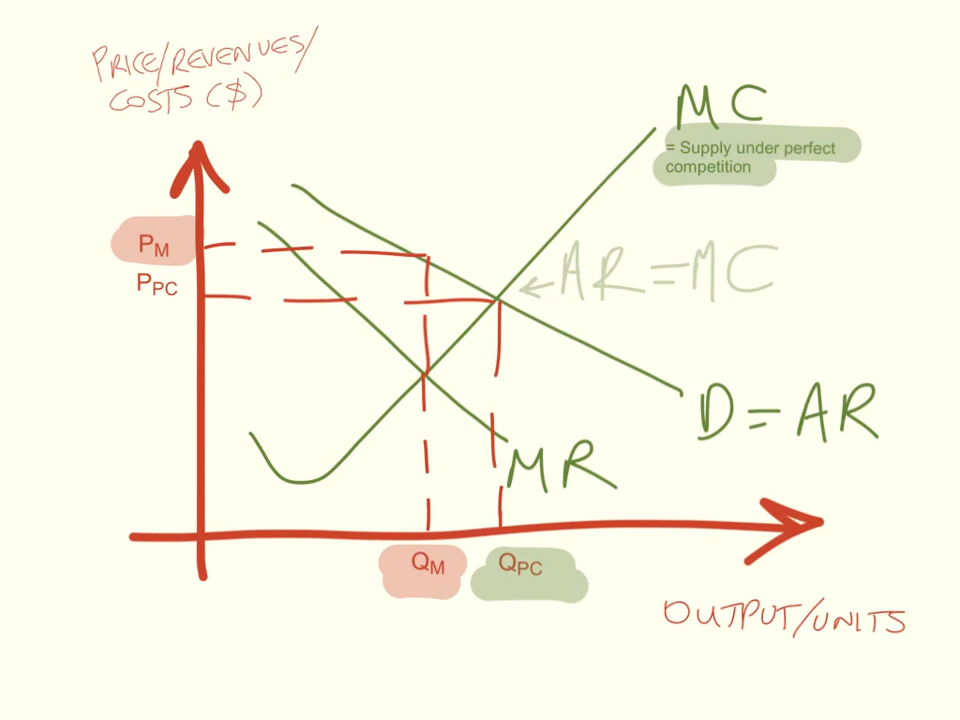 PRICE/REVENUES/
COSTS ($)
MC
= Supply under perfect
competition
PM
AR=MC
PPC
D=AR
MR
QM
QPC
OUTPUT/UNITS